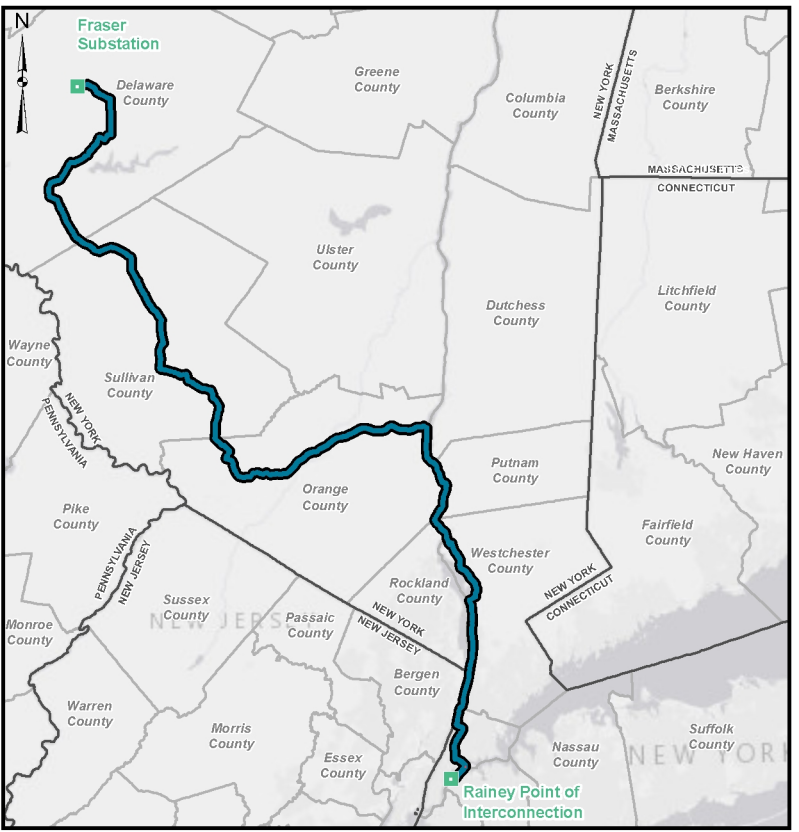 N
Fraser
Substation
Delaware
County
Greene
County
Columbia
County
NEW YORK
MASSACHUSETTS
Berkshire
County
MASSACHUSETTS
CONNECTICUT
Ulster
County
Dutchess
County
Litchfield
County
Wayne
County
Sullivan
County
NEW YORK
PENNSYLVANIA
New Haven
County
Putnam
County
Orange
County
Pike
County
Fairfield
County
PENNSYLVANIA
NEW JERSEY
Westchester
County
Rockland
County
NEW YORK
CONNECTICUT
Sussex
County
NEW JERSEY
Passaic
County
NEW YORK
NEW JERSEY
Monroe
County
Bergen
County
Warren
County
Morris
County
Essex
County
Nassau
County
Suffolk
County
NEW YORK
Rainey Point of
Interconnection